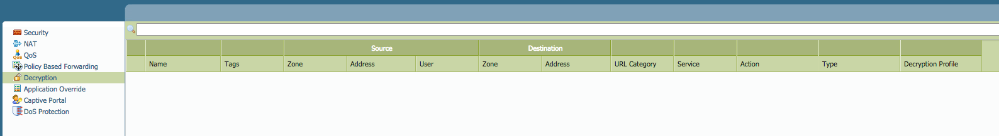 Security
NAT
QoS
Policy Based Forwarding
Decryption
Application Override
Captive Portal
DoS Protection
Source Destination
Name Tags Zone Address User Zone Address URL Category Service Action Type Decryption Profile